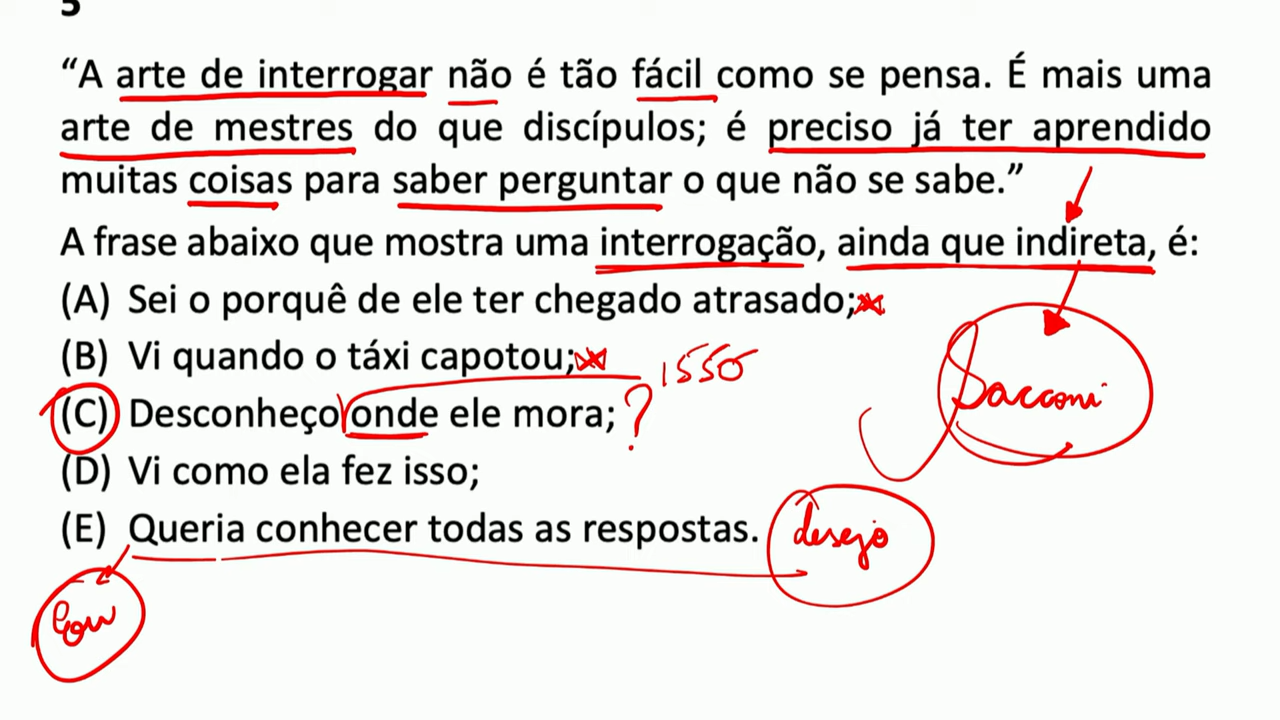 5
“A arte de interrogar não é tão fácil como se pensa. É mais uma
arte de mestres do que discípulos; é preciso já ter aprendido
muitas coisas para saber perguntar o que não se sabe.”
A frase abaixo que mostra uma interrogação, ainda que indireta, é:
(A) Sei o porquê de ele ter chegado atrasado;
(B) Vi quando o táxi capotou;
isso
(C) Desconheço onde ele mora; ?
Sacconi
(D) Vi como ela fez isso;
(E) Queria conhecer todas as respostas. desejo